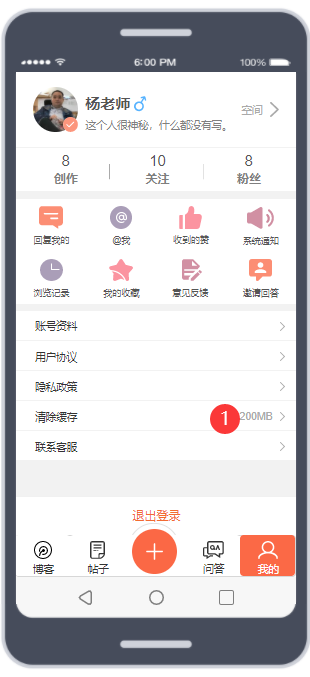 6:00 PM 100%
杨老师
这个人很神秘，什么都没有写。
空间
8 10 8
创作 关注 粉丝
回复我的 @我 收到的赞 系统通知
浏览记录 我的收藏 意见反馈 邀请回答
账号资料
用户协议
隐私政策
清除缓存 1 200MB
联系客服
退出登录
博客 帖子 问答 我的